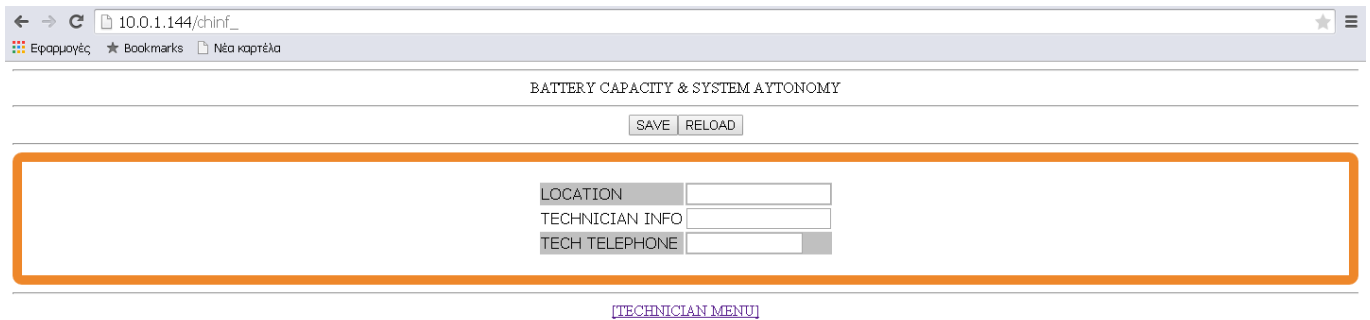 10.0.1.144/chinf_
Εφαρμογές Bookmarks Νέα καρτέλα
BATTERY CAPACITY & SYSTEM AYTONOMY
SAVE RELOAD
LOCATION
TECHNICIAN INFO
TECH TELEPHONE
[TECHNICIAN MENU]